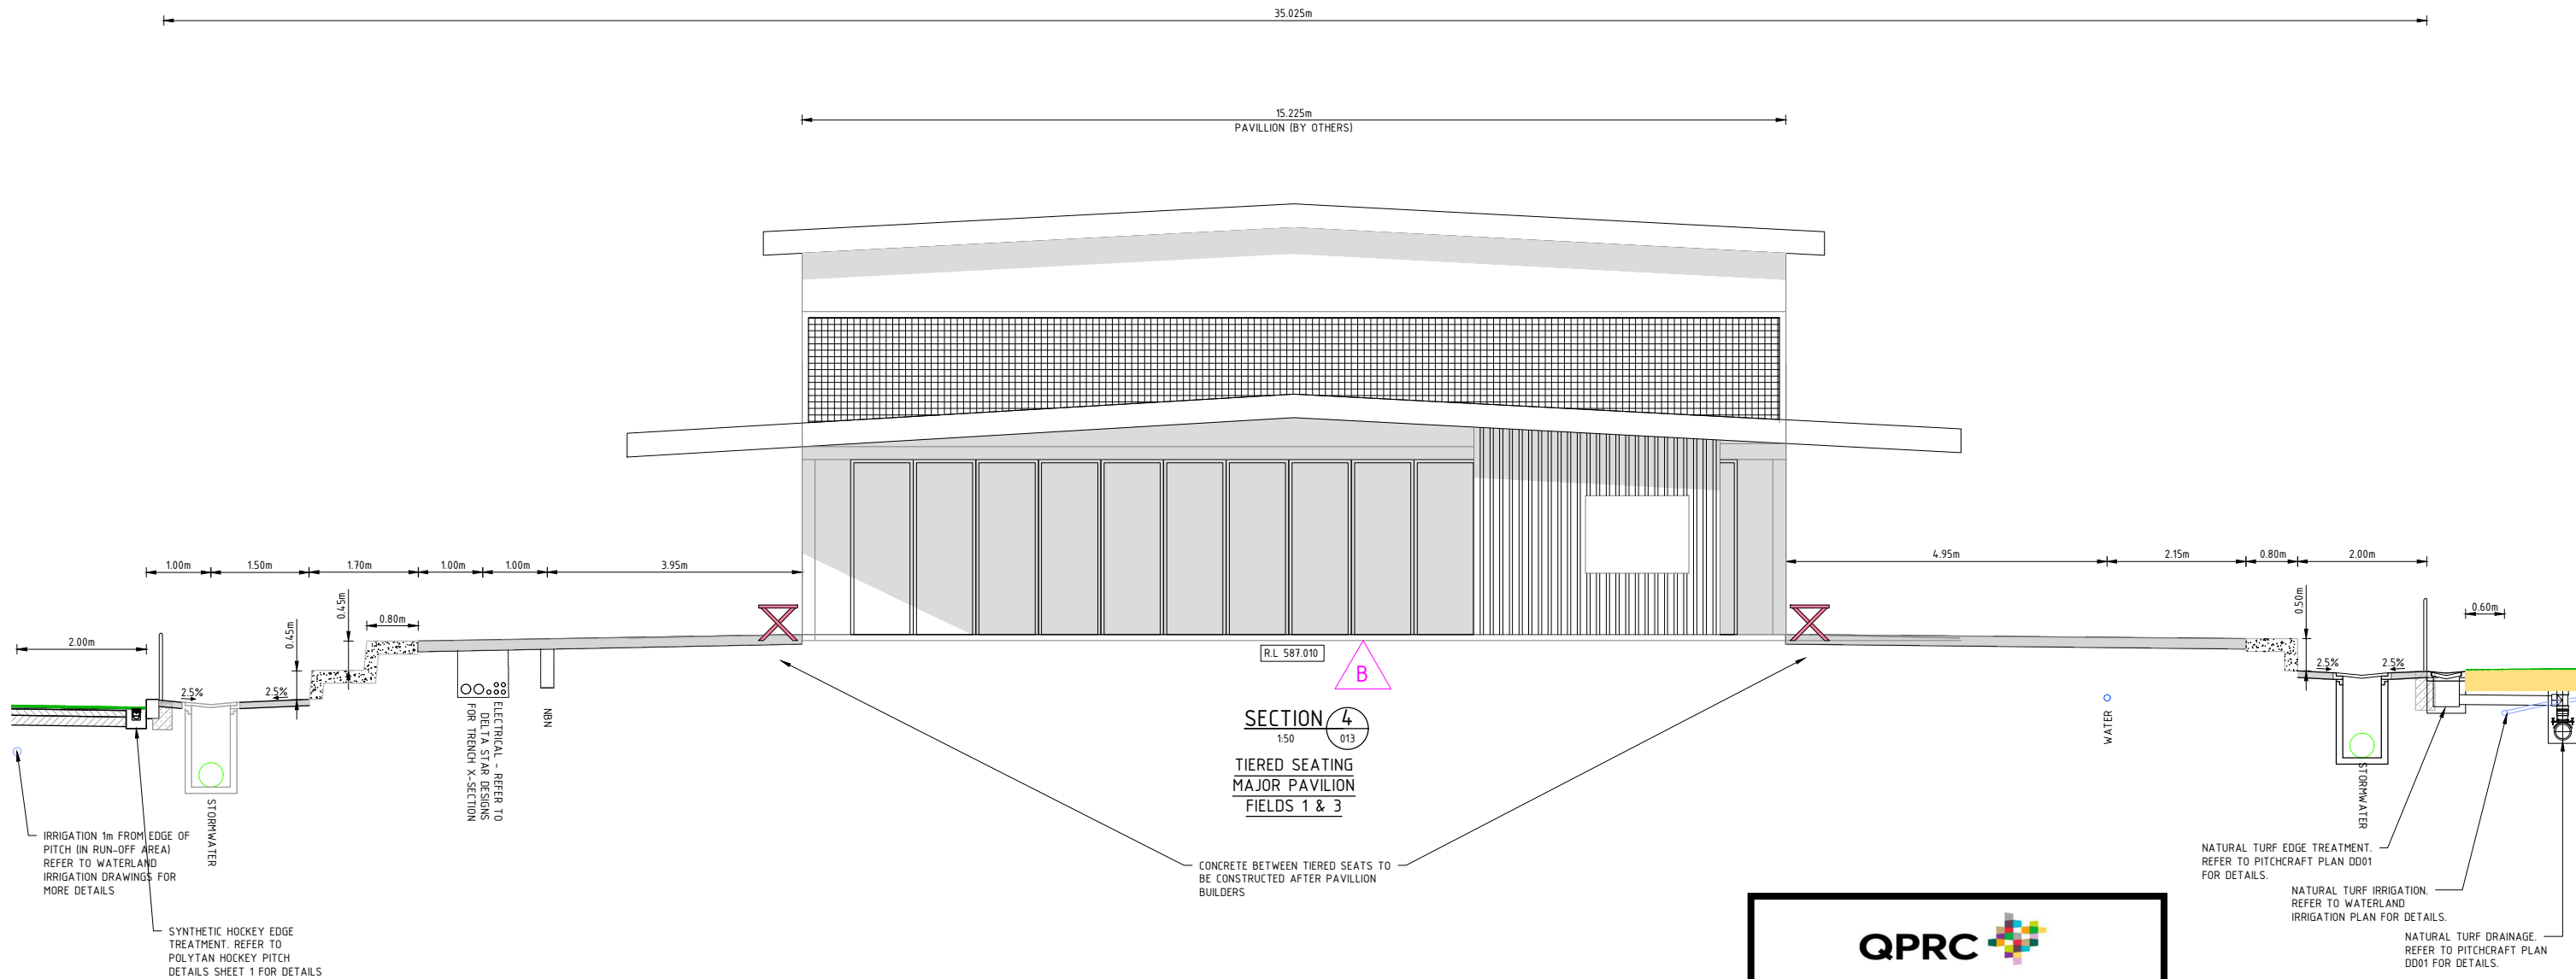 35.025m
15.225m
PAVILLION (BY OTHERS)
1.00m
1.50m
1.70m
1.00m
1.00m
3.95m
4.95m
2.15m
0.80m
2.00m
0.45m
0.45m
0.80m
0.50m
0.60m
2.00m
2.5%
2.5%
2.5%
2.5%
R.L 587.010
B
SECTION 4
1:50 013
TIERED SEATING
MAJOR PAVILION
FIELDS 1 & 3
STORMWATER
ELECTRICAL - REFER TO
DELTA STAR DESIGNS
FOR TRENCH X-SECTION
NBN
WATER
STORMWATER
IRRIGATION 1m FROM EDGE OF
PITCH (IN RUN-OFF AREA)
REFER TO WATERLAND
IRRIGATION DRAWINGS FOR
MORE DETAILS
SYNTHETIC HOCKEY EDGE
TREATMENT. REFER TO
POLYTAN HOCKEY PITCH
DETAILS SHEET 1 FOR DETAILS
CONCRETE BETWEEN TIERED SEATS TO
BE CONSTRUCTED AFTER PAVILLION
BUILDERS
NATURAL TURF EDGE TREATMENT.
REFER TO PITCHCRAFT PLAN DD01
FOR DETAILS.
NATURAL TURF IRRIGATION.
REFER TO WATERLAND
IRRIGATION PLAN FOR DETAILS.
NATURAL TURF DRAINAGE.
REFER TO PITCHCRAFT PLAN
DD01 FOR DETAILS.
QPRC